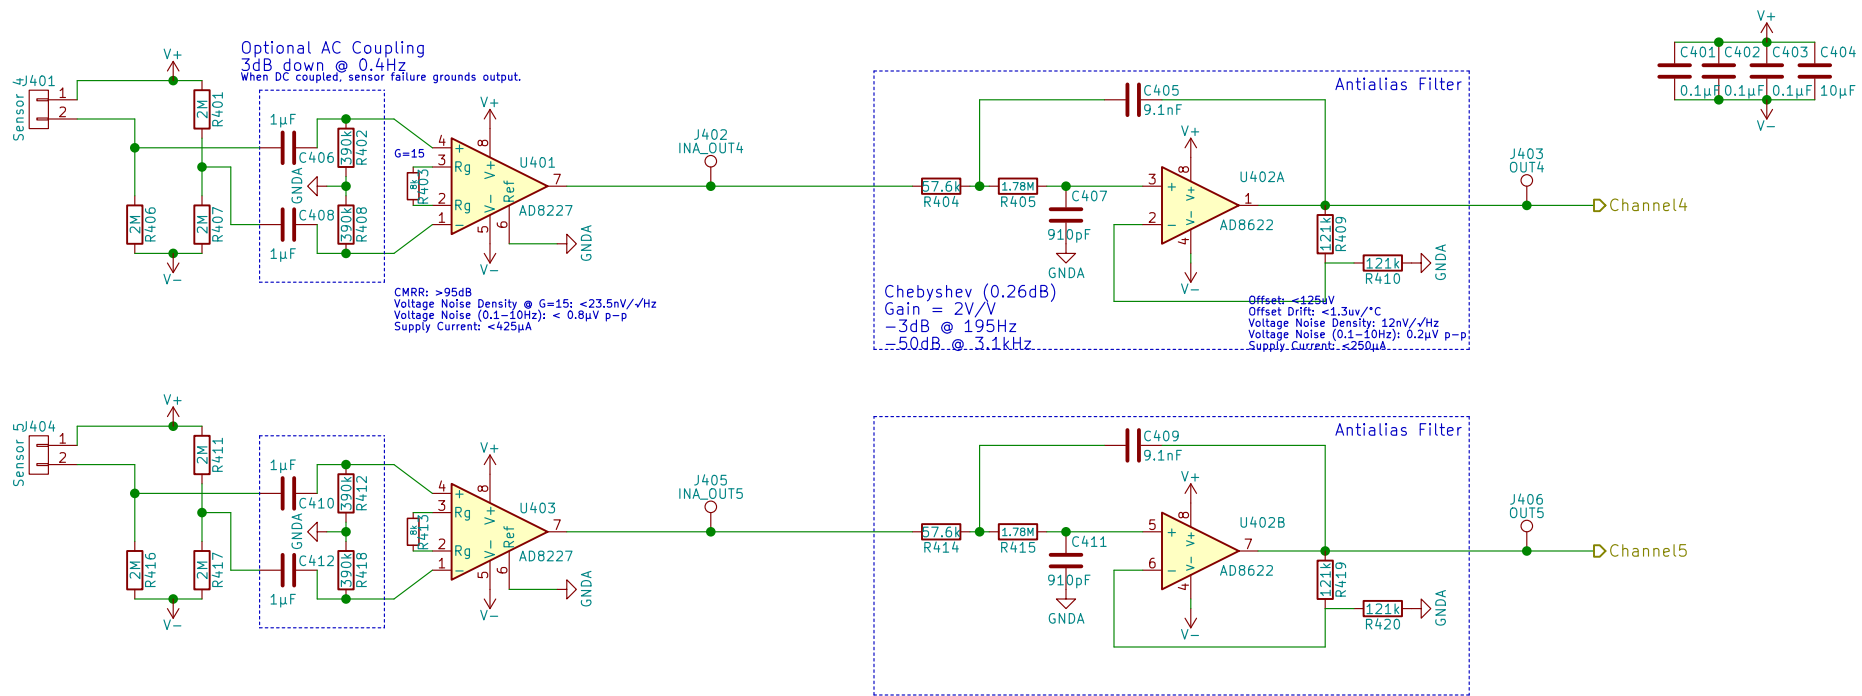 Optional AC Coupling
3dB down @ 0.4Hz
When DC coupled, sensor failure grounds output.
V+
J401
Sensor 4
1
2
2M
R401
2M
R406
2M
R407
V−
1µF
C406
390k
R402
GNDA
C408
1µF
390k
R408
G=15
8k
R403
4
3
2
1
+
Rg
Rg
−
V+
8
V+
V−
5
V−
Ref
6
GNDA
7
U401
AD8227
J402
INA_OUT4
CMRR: >95dB
Voltage Noise Density @ G=15: <23.5nV/√Hz
Voltage Noise (0.1−10Hz): < 0.8µV p−p
Supply Current: <425µA
Antialias Filter
C405
9.1nF
57.6k
R404
1.78M
R405
C407
910pF
GNDA
V+
8
V+
3
+
2
−
V−
4
V−
1
U402A
AD8622
121k
R409
121k
R410
GNDA
J403
OUT4
Channel4
Chebyshev (0.26dB)
Gain = 2V/V
−3dB @ 195Hz
−50dB @ 3.1kHz
Offset: <125uV
Offset Drift: <1.3uv/°C
Voltage Noise Density: 12nV/√Hz
Voltage Noise (0.1−10Hz): 0.2µV p−p
Supply Current: <250µA
V+
C401
C402
C403
C404
0.1µF
0.1µF
0.1µF
10µF
V−
V+
J404
Sensor 5
1
2
2M
R411
2M
R416
2M
R417
V−
1µF
C410
390k
R412
GNDA
C412
1µF
390k
R418
8k
R413
4
3
2
1
+
Rg
Rg
−
V+
8
V+
V−
5
V−
Ref
6
GNDA
7
U403
AD8227
J405
INA_OUT5
Antialias Filter
C409
9.1nF
57.6k
R414
1.78M
R415
C411
910pF
GNDA
V+
8
V+
5
+
6
−
V−
4
V−
7
U402B
AD8622
121k
R419
121k
R420
GNDA
J406
OUT5
Channel5